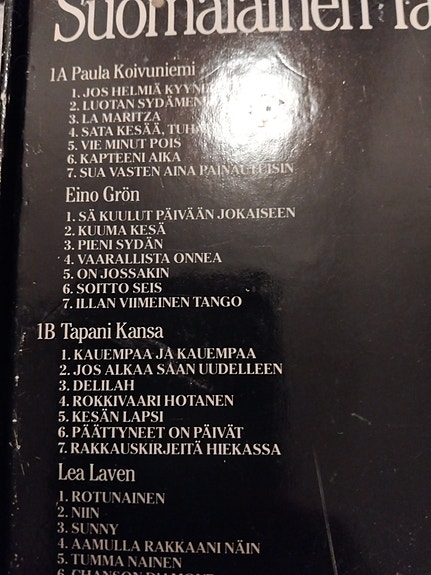 Suomalainen
1A Paula Koivuniemi
1. JOS HELMIÄ
2. LUOTAN
3. LA MARITZA
4. SATA KESÄÄ,
5. VIE MINUT POIS
6. KAPTEENI AIKA
7. SUA VASTEN AINA PAINAUTUISIN
Eino Grön
1. SÄ KUULUT PÄIVÄÄN JOKAISEEN
2. KUUMA KESÄ
3. PIENI SYDÄN
4. VAARALLISTA ONNEA
5. ON JOSSAKIN
6. SOITTO SEIS
7. ILLAN VIIMEINEN TANGO
1B Tapani Kansa
1. KAUEMPAA JA KAUEMPAA
2. JOS ALKAA SAAN UUDELLEEN
3. DELILAH
4. ROKKIVAARI HOTANEN
5. KESÄN LAPSI
6. PÄÄTTYNEET ON PÄIVÄT
7. RAKKAUSKIRJEITÄ HIEKASSA
Lea Laven
1. ROTUNAINEN
2. NIIN
3. SUNNY
4. AAMULLA RAKKAANI NÄIN
5. TUMMA NAINEN
6. CHANSON